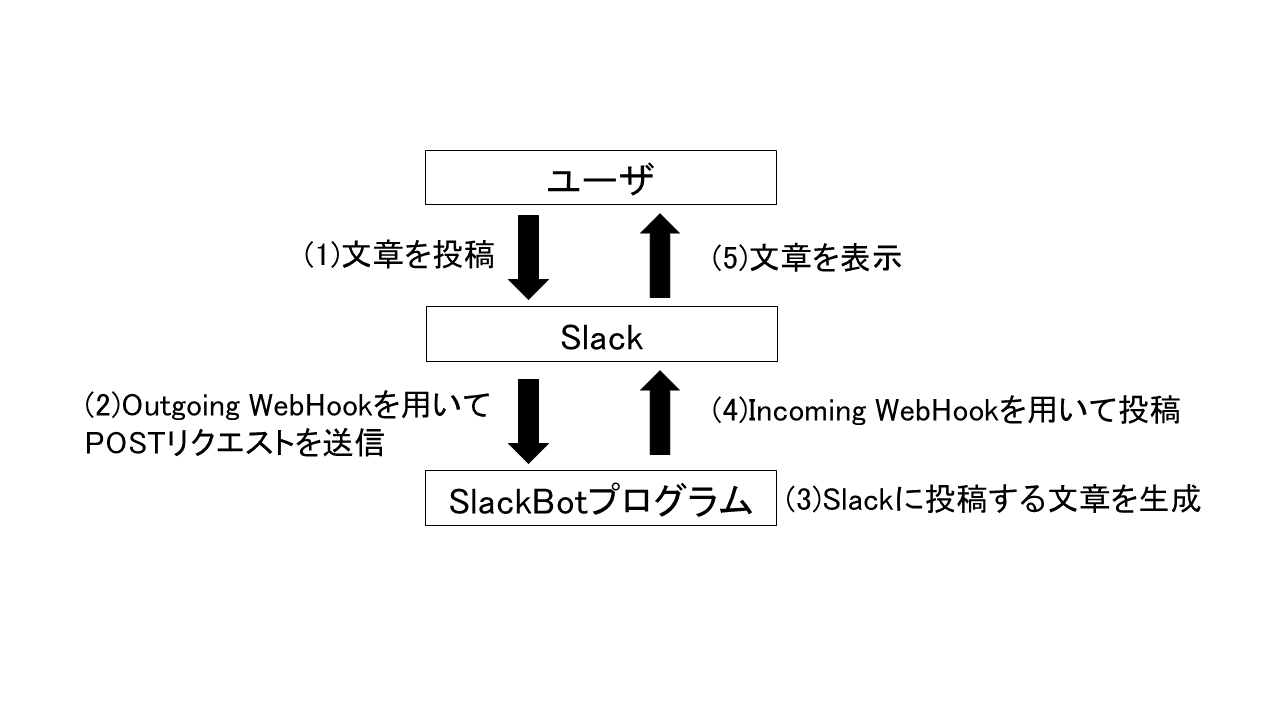 ユーザ
(1)文章を投稿
(5)文章を表示
Slack
(2)Outgoing WebHookを用いて
POSTリクエストを送信
(4)Incoming WebHookを用いて投稿
SlackBotプログラム
(3)Slackに投稿する文章を生成